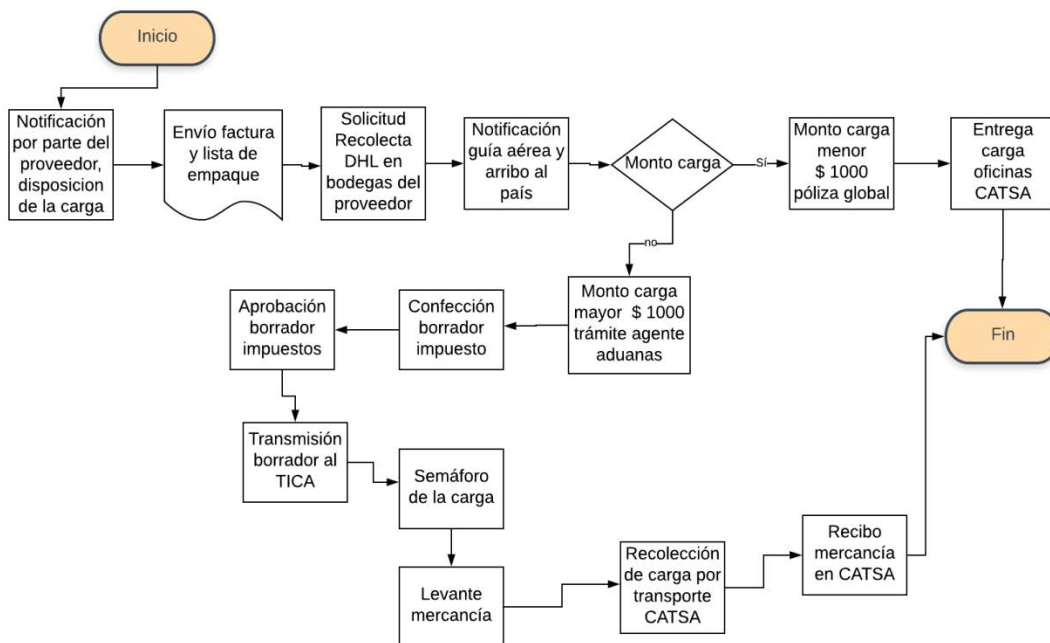 Inicio
Notificación
por parte del
proveedor,
disposicion
de la carga
Envío factura
y lista de
empaque
Solicitud
Recolecta
DHL en
bodegas del
proveedor
Notificación
guía aérea y
arribo al
país
Monto carga
Sí
Monto carga
menor
$ 1000
póliza global
Entrega
carga
oficinas
CATSA
no
Monto carga
mayor $ 1000
trámite agente
aduanas
Confección
borrador
impuesto
Aprobación
borrador
impuestos
Fin
Transmisión
borrador al
TICA
Semáforo
de la carga
Levante
mercancía
Recolección
de carga por
transporte
CATSA
Recibo
mercancía
en CATSA